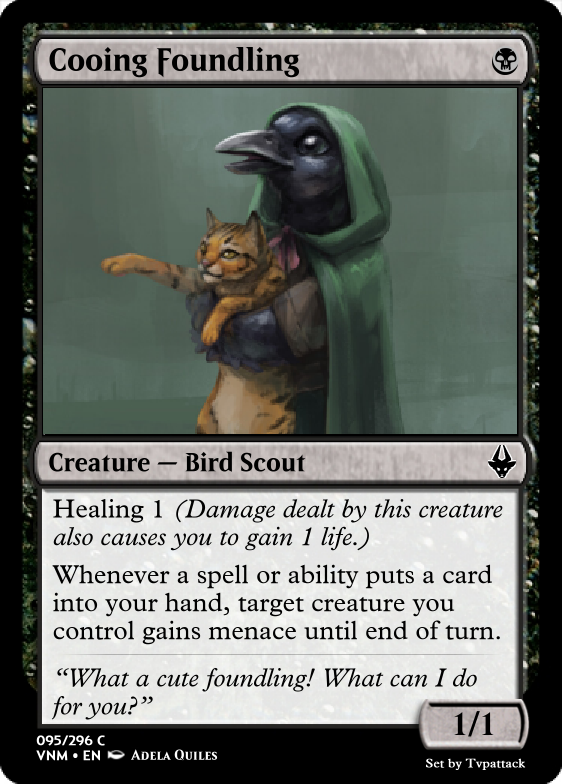 Cooing Foundling
Creature — Bird Scout
Healing 1 (Damage dealt by this creature
also causes you to gain 1 life.)
Whenever a spell or ability puts a card
into your hand, target creature you
control gains menace until end of turn.
“What a cute foundling! What can I do
for you?”
1/1
095/296 C
VNM • EN Adela Quiles
Set by Tvpattack